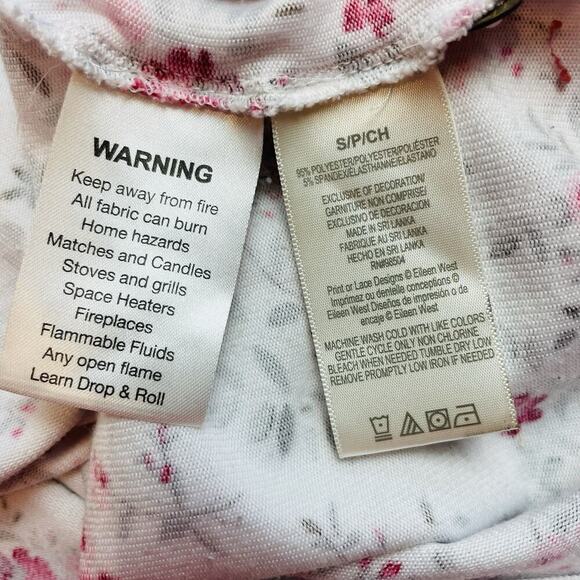 WARNING
Keep away from fire
All fabric can burn
Home hazards
Matches and Candles
Stoves and grills
Space Heaters
Fireplaces
Flammable Fluids
Any open flame
Learn Drop & Roll
S/P/CH
95% POLYESTER/POLYESTER/POLIÉSTER
5% SPANDEX/ELASTHANNE/ELASTANO
EXCLUSIVE OF DECORATION/
GARNITURE NON COMPRISE/
EXCLUSIVO DE DECORACION
MADE IN SRI LANKA
FABRIQUE AU SRI LANKA
HECHO EN SRI LANKA
RN#98504
Print or Lace Designs © Eileen West
Imprimez ou dentelle conceptions ©
Eileen West Diseños de impresión o de
encaje © Eileen West
MACHINE WASH COLD WITH LIKE COLORS
GENTLE CYCLE ONLY NON CHLORINE
BLEACH WHEN NEEDED TUMBLE DRY LOW
REMOVE PROMPTLY LOW IRON IF NEEDED